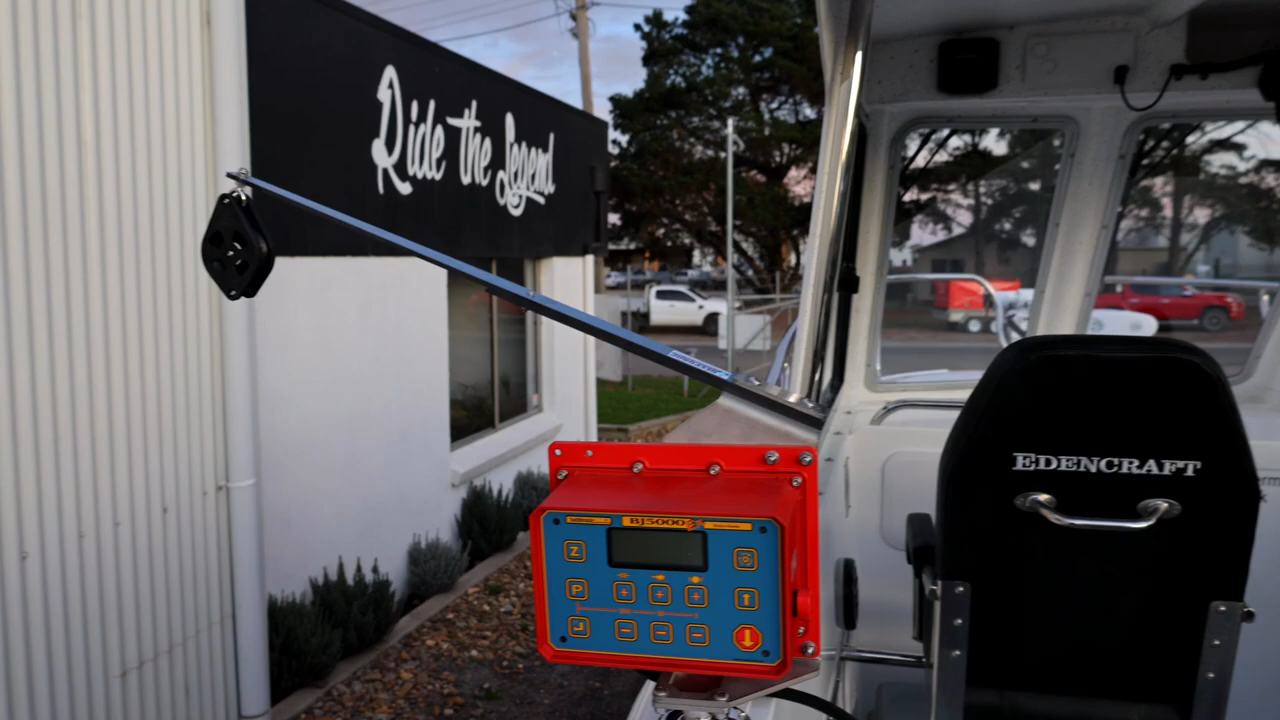 Ride the Legend
EDENCRAFT
BJ5000
Z
P